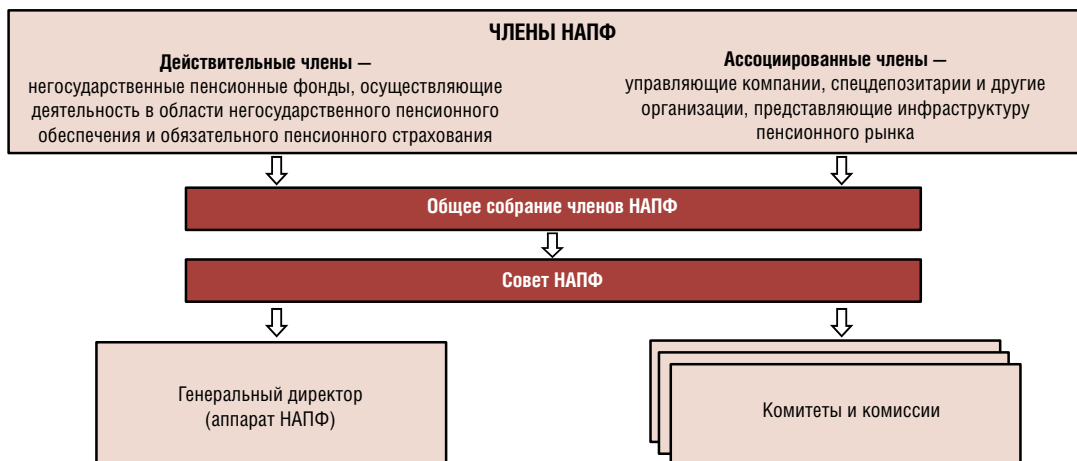 ЧЛЕНЫ НАПФ
Действительные члены —
негосударственные пенсионные фонды, осуществляющие
деятельность в области негосударственного пенсионного
обеспечения и обязательного пенсионного страхования
Ассоциированные члены —
управляющие компании, спецдепозитарии и другие
организации, представляющие инфраструктуру
пенсионного рынка
Общее собрание членов НАПФ
Совет НАПФ
Генеральный директор
(аппарат НАПФ)
Комитеты и комиссии